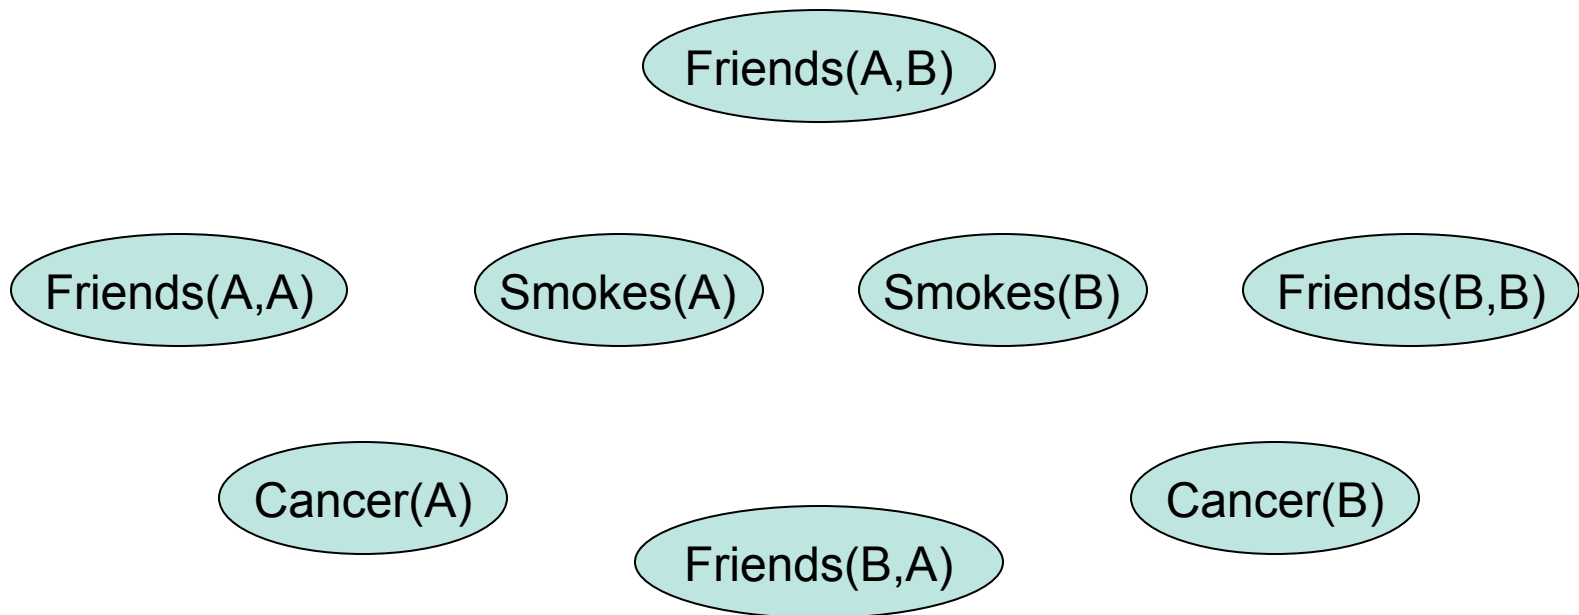 Friends(A,B)
Friends(A,A)
Smokes(A)
Smokes(B)
Friends(B,B)
Cancer(A)
Cancer(B)
Friends(B,A)